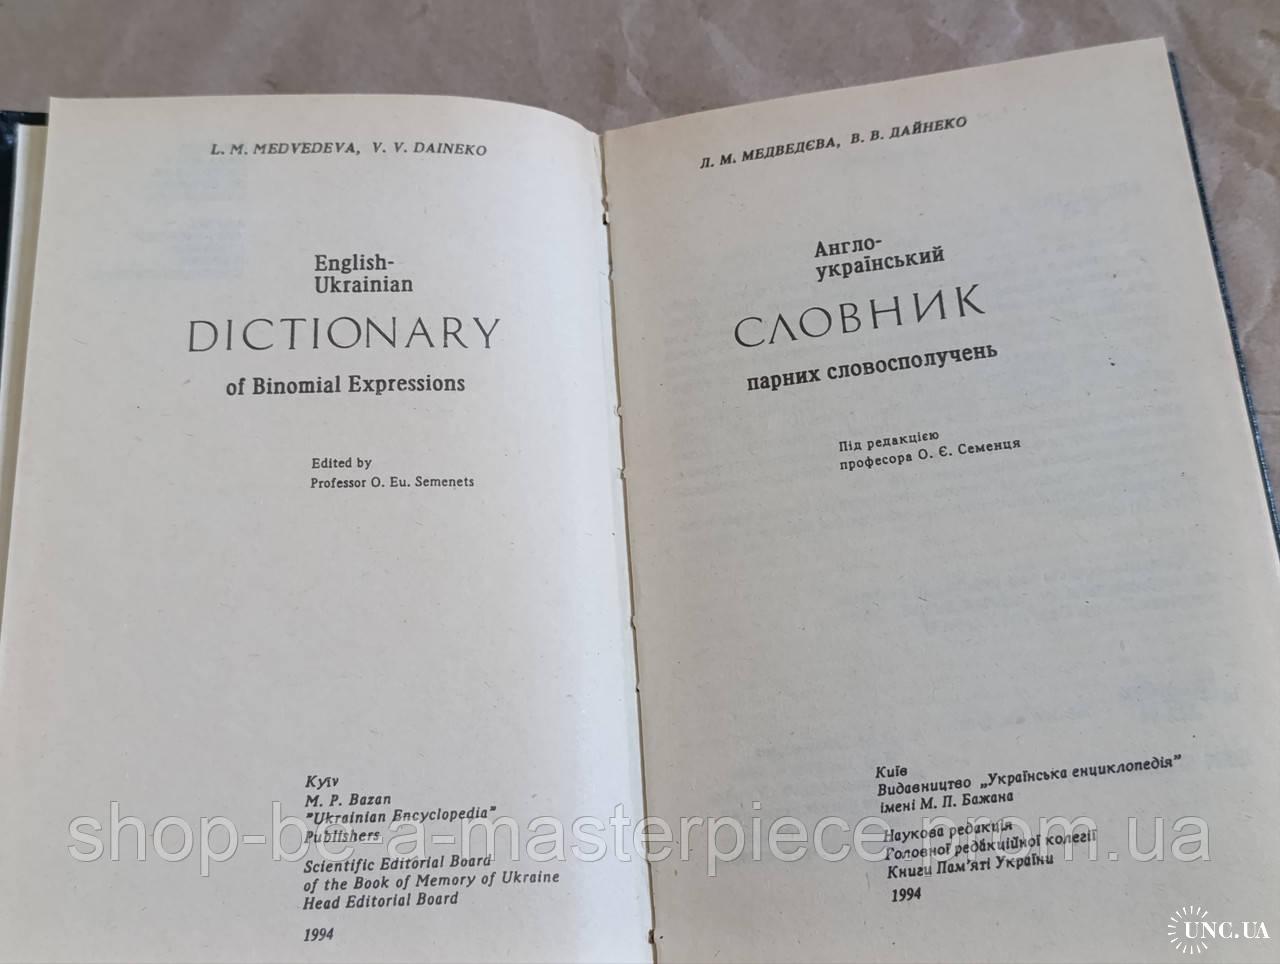 L. M. MEDVEDEVA, V. V. DAINEKO
English-
Ukrainian
DICTIONARY
of Binomial Expressions
Edited by
Professor O. Eu. Semenets
Kyїv
M. P. Bazan
"Ukrainian Encyclopedia"
Publishers
Scientific Editorial Board
of the Book of Memory of Ukraine
Head Editorial Board
1994
Л. М. МЕДВЕДЄВА, В. В. ДАЙНЕКО
Англо-
український
СЛОВНИК
парних словосполучень
Під редакцією
професора О. Є. Семенця
Київ
Видавництво „Українська енциклопедія"
імені М. П. Бажана
Наукова редакція
Головної редакційної колегії
Книги Пам'яті України
1994
shop-bo-a-masterpiece.prom.ua
UNC.UA